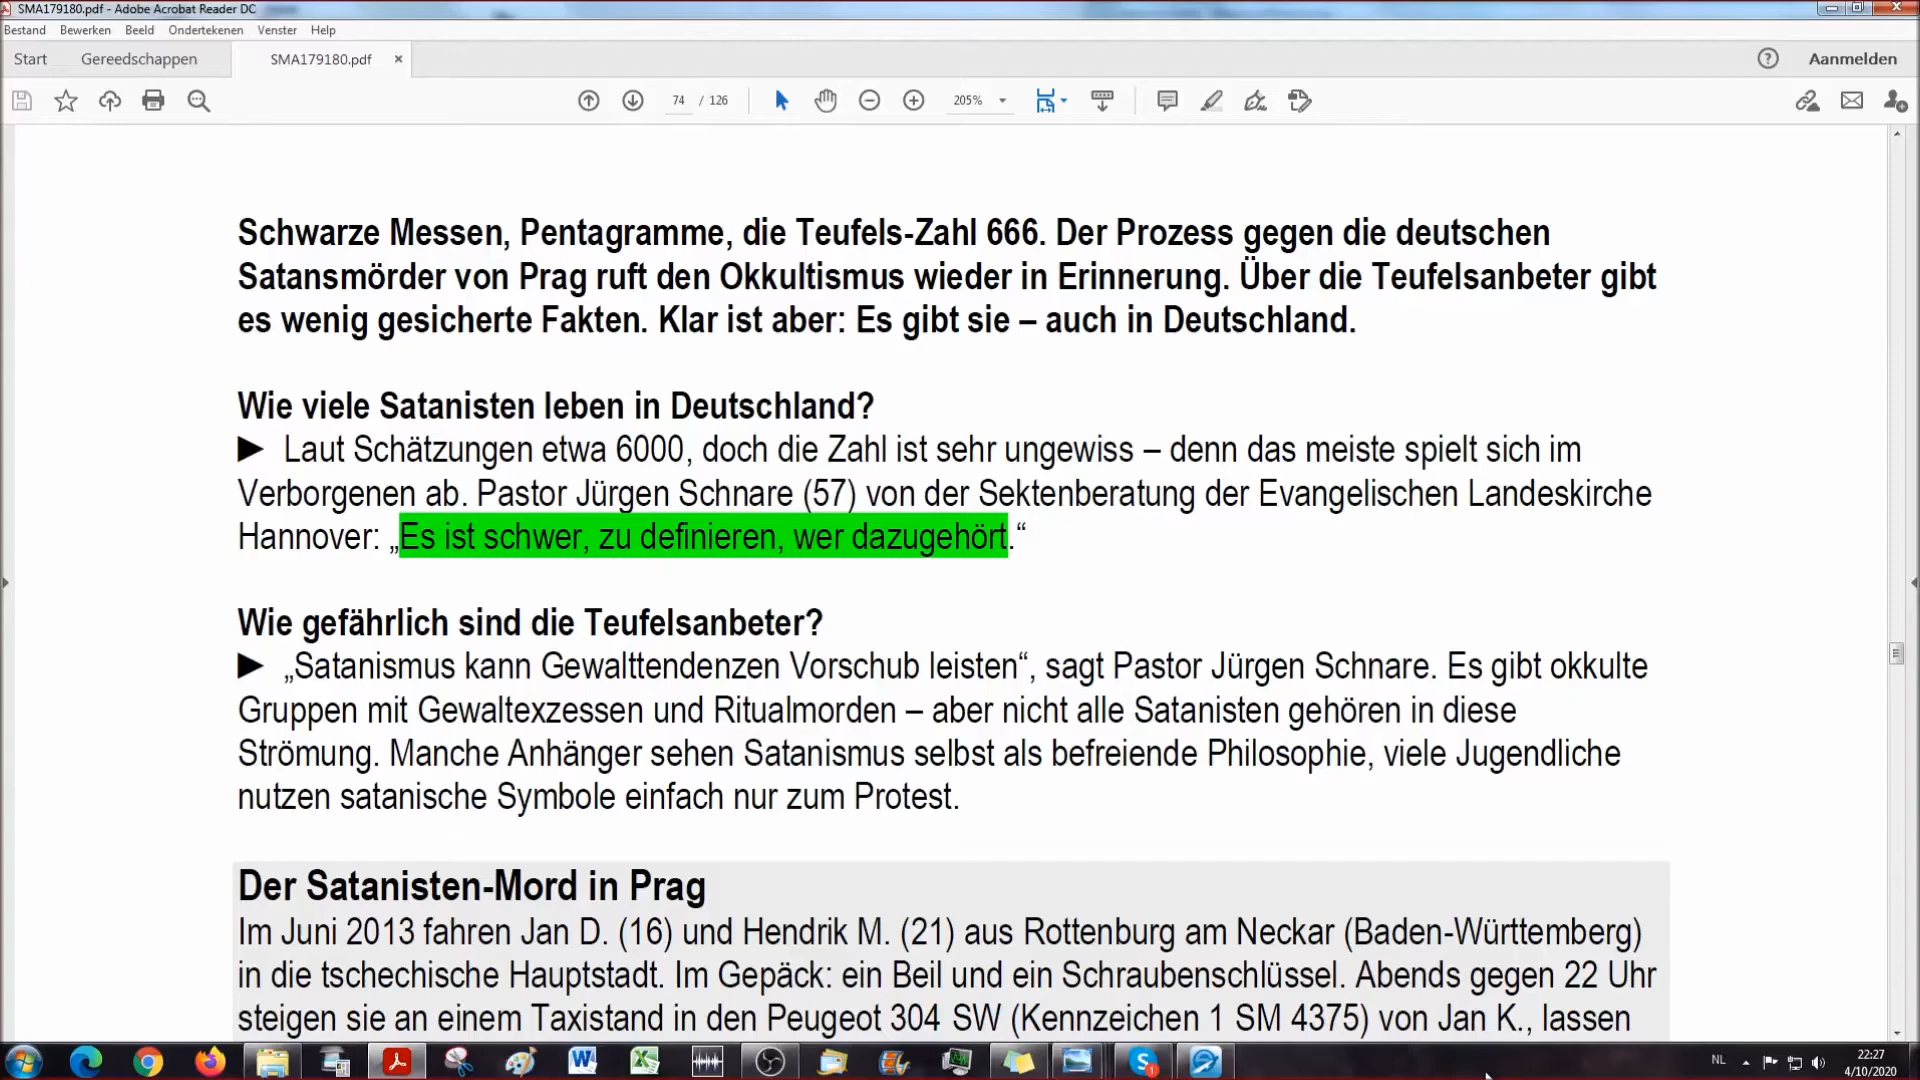 SMA179180.pdf - Adobe Acrobat Reader DC
Bestand Bewerken Beeld Ondertekenen Venster Help
Start Gereedschappen SMA179180.pdf × Aanmelden
74 / 126 205%
Schwarze Messen, Pentagramme, die Teufels-Zahl 666. Der Prozess gegen die deutschen
Satansmörder von Prag ruft den Okkultismus wieder in Erinnerung. Über die Teufelsanbeter gibt
es wenig gesicherte Fakten. Klar ist aber: Es gibt sie – auch in Deutschland.
Wie viele Satanisten leben in Deutschland?
► Laut Schätzungen etwa 6000, doch die Zahl ist sehr ungewiss – denn das meiste spielt sich im
Verborgenen ab. Pastor Jürgen Schnare (57) von der Sektenberatung der Evangelischen Landeskirche
Hannover: „Es ist schwer, zu definieren, wer dazugehört.“
Wie gefährlich sind die Teufelsanbeter?
► „Satanismus kann Gewalttendenzen Vorschub leisten“, sagt Pastor Jürgen Schnare. Es gibt okkulte
Gruppen mit Gewaltexzessen und Ritualmorden – aber nicht alle Satanisten gehören in diese
Strömung. Manche Anhänger sehen Satanismus selbst als befreiende Philosophie, viele Jugendliche
nutzen satanische Symbole einfach nur zum Protest.
Der Satanisten-Mord in Prag
Im Juni 2013 fahren Jan D. (16) und Hendrik M. (21) aus Rottenburg am Neckar (Baden-Württemberg)
in die tschechische Hauptstadt. Im Gepäck: ein Beil und ein Schraubenschlüssel. Abends gegen 22 Uhr
steigen sie an einem Taxistand in den Peugeot 304 SW (Kennzeichen 1 SM 4375) von Jan K., lassen
NL 22:27
4/10/2020